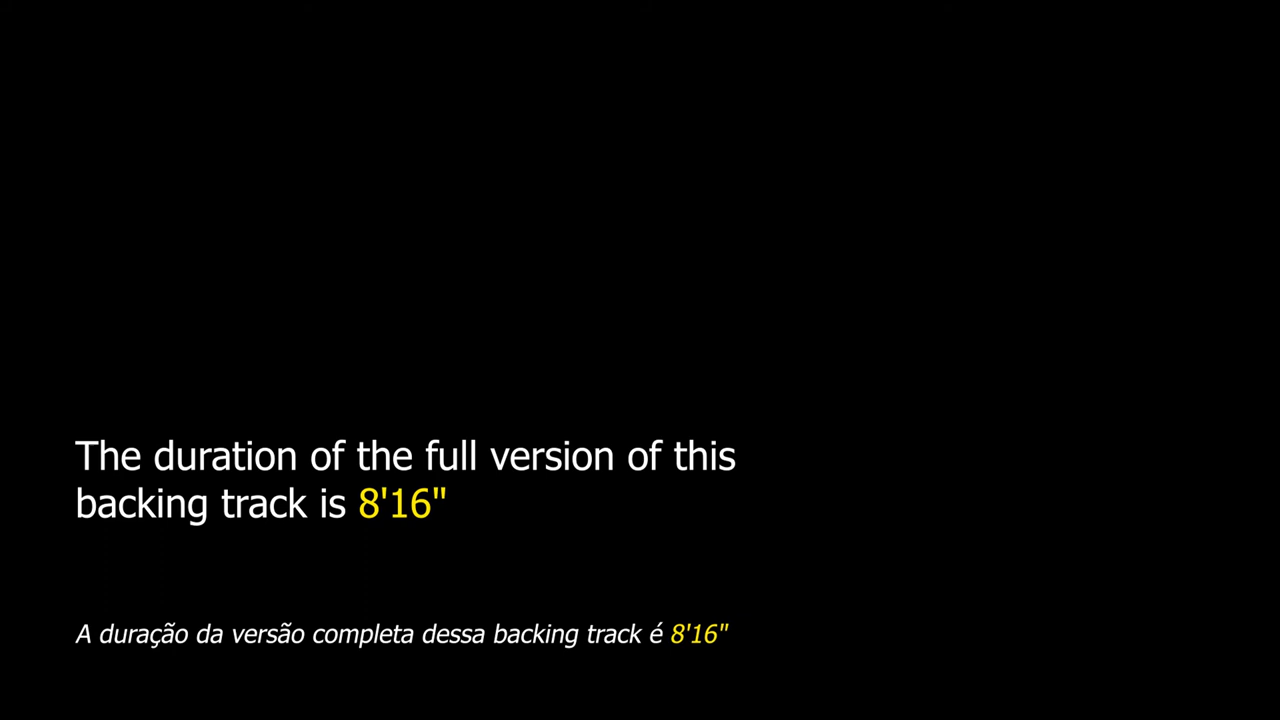 The duration of the full version of this
backing track is 8'16"
A duração da versão completa dessa backing track é 8'16"